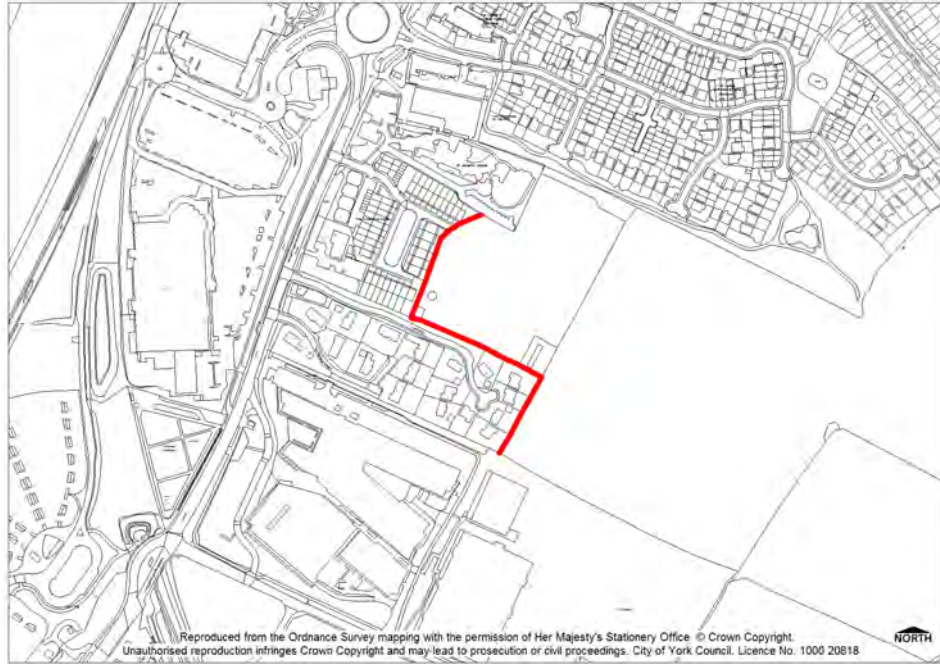 Reproduced from the Ordnance Survey mapping with the permission of Her Majesty's Stationery Office © Crown Copyright.
Unauthorised reproduction infringes Crown Copyright and may lead to prosecution or civil proceedings. City of York Council. Licence No. 1000 20818
NORTH